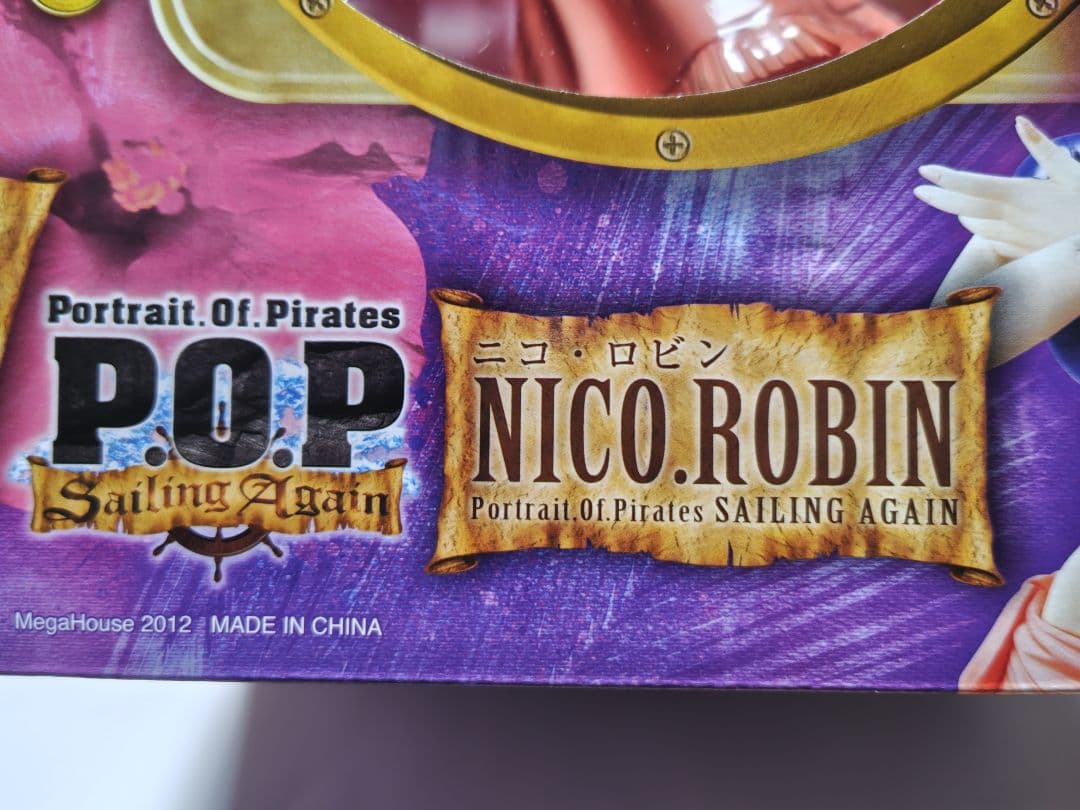 Portrait.Of.Pirates
P.O.P
Sailing Again
ニコ・ロビン
NICO.ROBIN
Portrait.Of.Pirates SAILING AGAIN
MegaHouse 2012 MADE IN CHINA